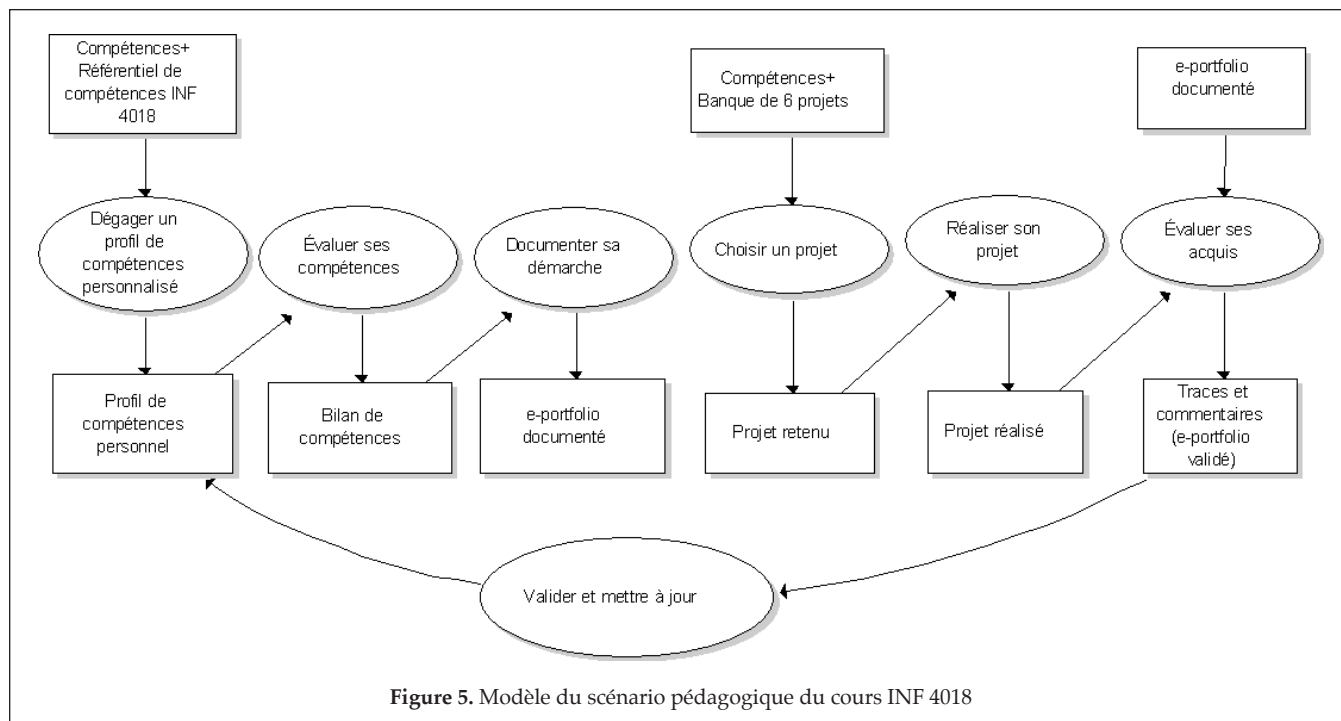 Compétences+
Référentiel de
compétences INF
4018
Compétences+
Banque de 6 projets
e-portfolio
documenté
Dégager un
profil de
compétences
personnalisé
Évaluer ses
compétences
Documenter sa
démarche
Choisir un projet
Réaliser son
projet
Évaluer ses
acquis
Profil de
compétences
personnel
Bilan de
compétences
e-portfolio
documenté
Projet retenu
Projet réalisé
Traces et
commentaires
(e-portfolio
validé)
Valider et mettre à jour
Figure 5. Modèle du scénario pédagogique du cours INF 4018